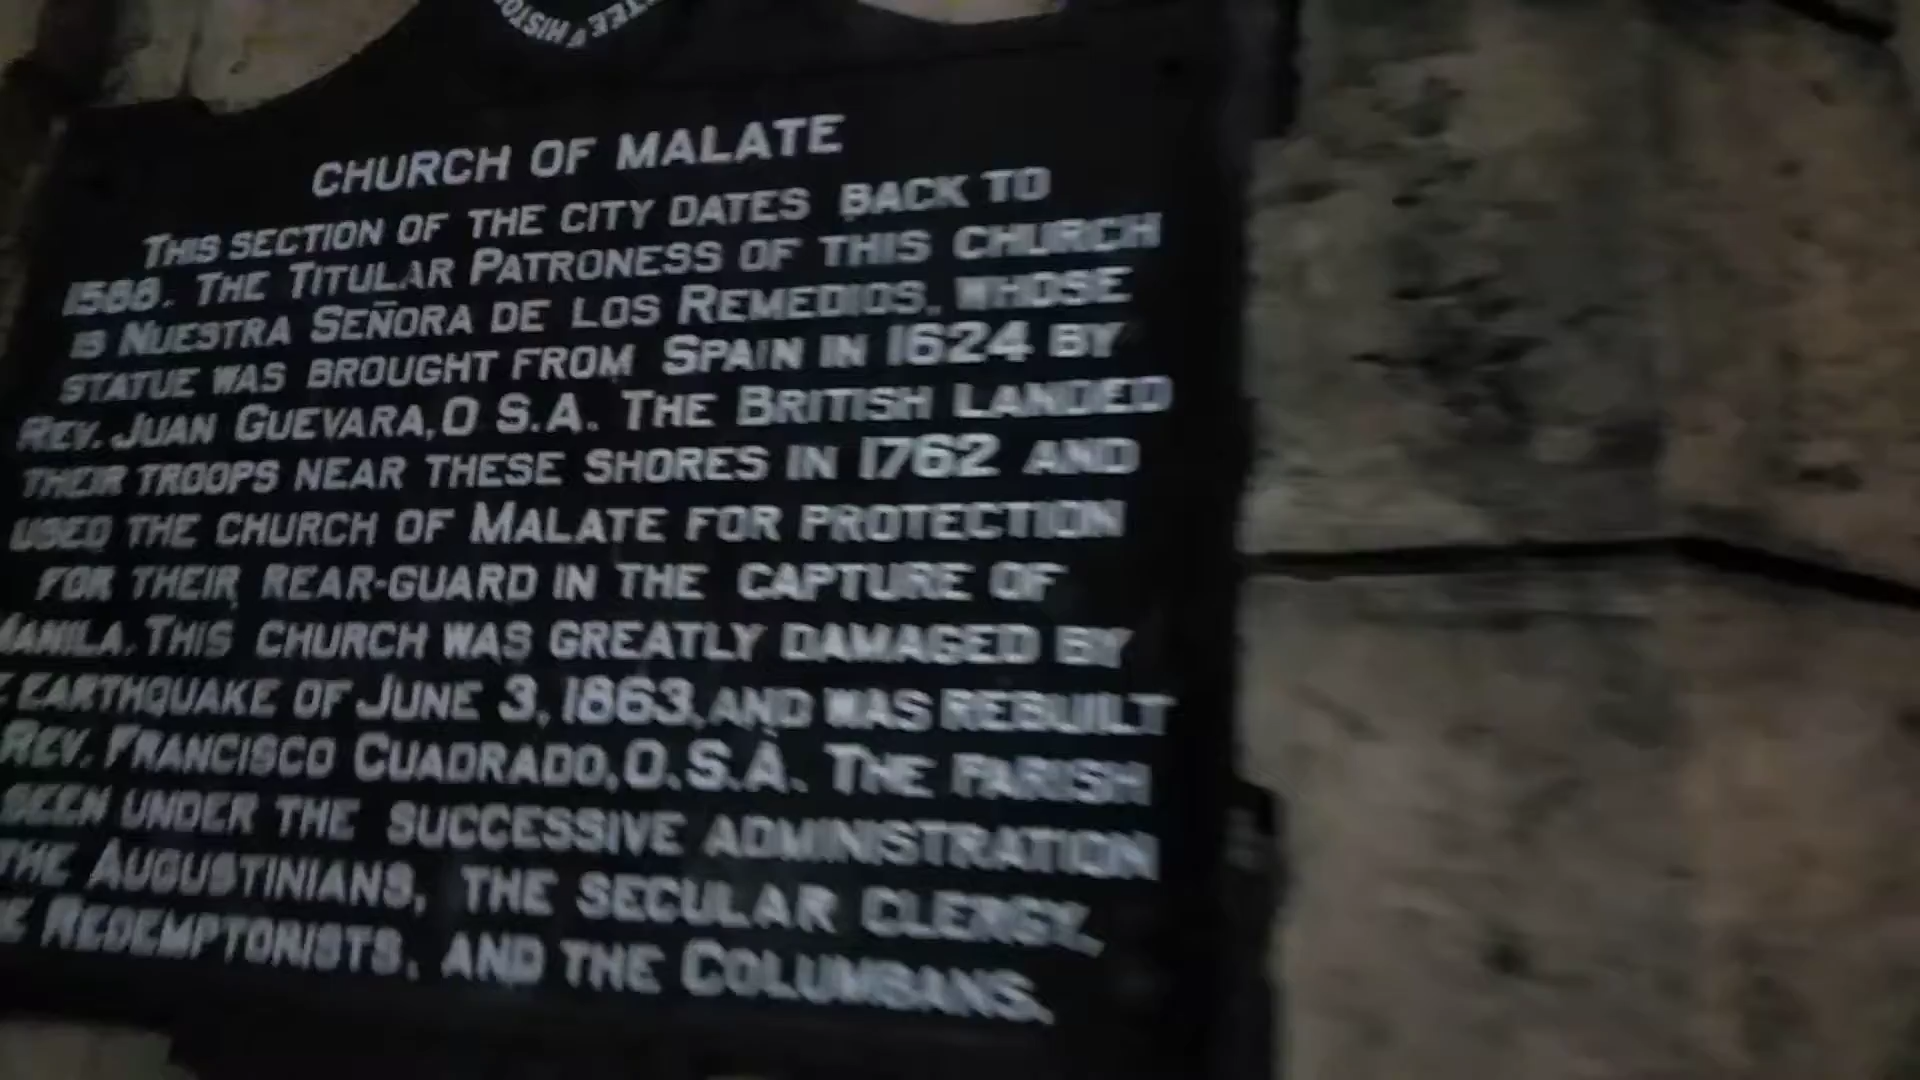 TEE & HISTO
CHURCH OF MALATE
THIS SECTION OF THE CITY DATES BACK TO
1588. THE TITULAR PATRONESS OF THIS CHURCH
IS NUESTRA SEÑORA DE LOS REMEDIOS, WHOSE
STATUE WAS BROUGHT FROM SPAIN IN 1624 BY
REV. JUAN GUEVARA, O S.A. THE BRITISH LANDED
THEIR TROOPS NEAR THESE SHORES IN 1762 AND
USED THE CHURCH OF MALATE FOR PROTECTION
FOR THEIR REAR-GUARD IN THE CAPTURE OF
MANILA. THIS CHURCH WAS GREATLY DAMAGED BY
E EARTHQUAKE OF JUNE 3, 1863, AND WAS REBUILT
REV. FRANCISCO CUADRADO, O.S.A. THE PARISH
BEEN UNDER THE SUCCESSIVE ADMINISTRATION
THE AUGUSTINIANS, THE SECULAR CLERGY,
E REDEMPTORISTS, AND THE COLUMBANS.